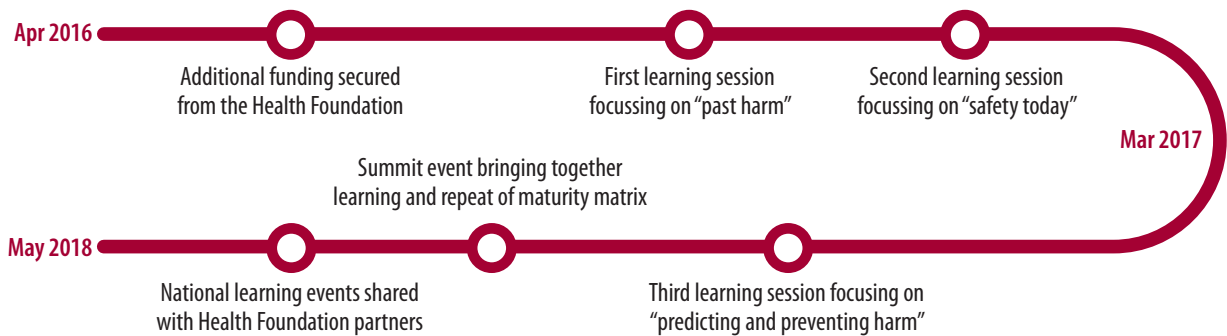 Apr 2016
Additional funding secured
from the Health Foundation
First learning session
focussing on “past harm”
Second learning session
focussing on “safety today”
Mar 2017
Third learning session focusing on
“predicting and preventing harm”
Summit event bringing together
learning and repeat of maturity matrix
National learning events shared
with Health Foundation partners
May 2018